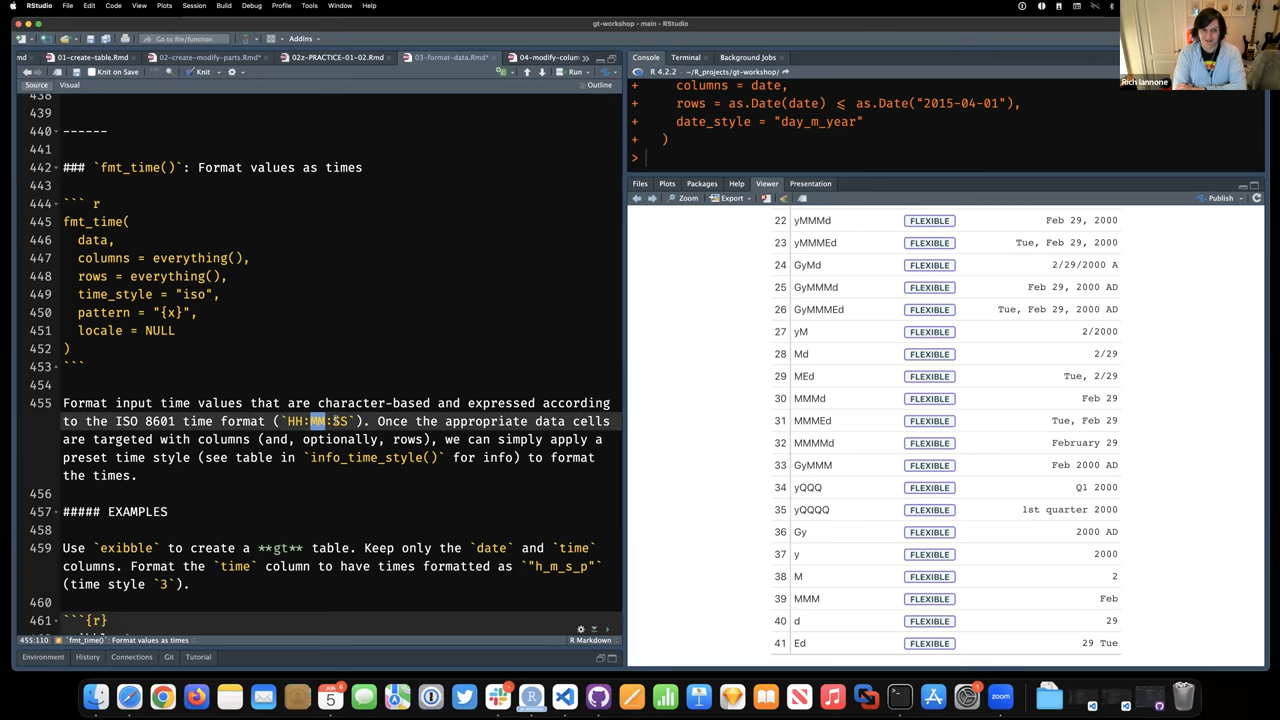 RStudio File Edit Code View Plots Session Build Debug Profile Tools Window Help
gt-workshop - main - RStudio
Go to file/function Addins
md 01-create-table.Rmd 02-create-modify-parts.Rmd* 02z-PRACTICE-01-02.Rmd 03-format-data.Rmd* 04-modify-column
Knit on Save Knit Run
Source Visual Outline
438
439
440 ------
441
442 ### `fmt_time()`: Format values as times
443
444 ``` r
445 fmt_time(
446 data,
447 columns = everything(),
448 rows = everything(),
449 time_style = "iso",
450 pattern = "{x}",
451 locale = NULL
452 )
453 ```
454
455 Format input time values that are character-based and expressed according
to the ISO 8601 time format (`HH:MM:SS`). Once the appropriate data cells
are targeted with columns (and, optionally, rows), we can simply apply a
preset time style (see table in `info_time_style()` for info) to format
the times.
456
457 ##### EXAMPLES
458
459 Use `exibble` to create a **gt** table. Keep only the `date` and `time`
columns. Format the `time` column to have times formatted as `"h_m_s_p"`
(time style `3`).
460
461 ```{r}
455:110 `fmt_time()`: Format values as times R Markdown
Environment History Connections Git Tutorial
Console Terminal Background Jobs
R 4.2.2 · ~/R_projects/gt-workshop/
+ columns = date,
+ rows = as.Date(date) <= as.Date("2015-04-01"),
+ date_style = "day_m_year"
+ )
>
Files Plots Packages Help Viewer Presentation
Zoom Export Publish
22 yMMMd FLEXIBLE Feb 29, 2000
23 yMMMEd FLEXIBLE Tue, Feb 29, 2000
24 GyMd FLEXIBLE 2/29/2000 A
25 GyMMMd FLEXIBLE Feb 29, 2000 AD
26 GyMMMEd FLEXIBLE Tue, Feb 29, 2000 AD
27 yM FLEXIBLE 2/2000
28 Md FLEXIBLE 2/29
29 MEd FLEXIBLE Tue, 2/29
30 MMMd FLEXIBLE Feb 29
31 MMMEd FLEXIBLE Tue, Feb 29
32 MMMMd FLEXIBLE February 29
33 GyMMM FLEXIBLE Feb 2000 AD
34 yQQQ FLEXIBLE Q1 2000
35 yQQQQ FLEXIBLE 1st quarter 2000
36 Gy FLEXIBLE 2000 AD
37 y FLEXIBLE 2000
38 M FLEXIBLE 2
39 MMM FLEXIBLE Feb
40 d FLEXIBLE 29
41 Ed FLEXIBLE 29 Tue
Rich Iannone
JUN
5
zoom